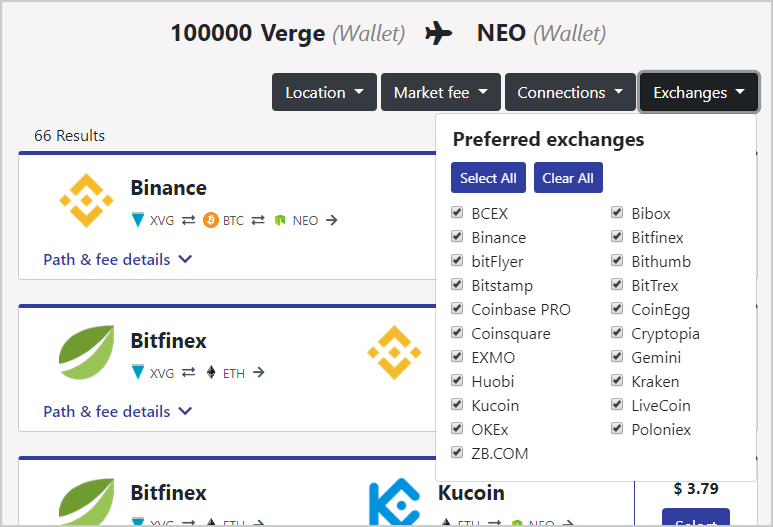 100000 Verge (Wallet) NEO (Wallet)
Location Market fee Connections Exchanges
66 Results
Preferred exchanges
Select All Clear All
BCEX Bibox
Binance Bitfinex
bitFlyer Bithumb
Bitstamp BitTrex
Coinbase PRO CoinEgg
Coinsquare Cryptopia
EXMO Gemini
Huobi Kraken
Kucoin LiveCoin
OKEx Poloniex
ZB.COM
Binance
XVG BTC NEO
Path & fee details
Bitfinex
XVG ETH
Path & fee details
Bitfinex Kucoin $ 3.79
XVG ETH ETH NEO Select